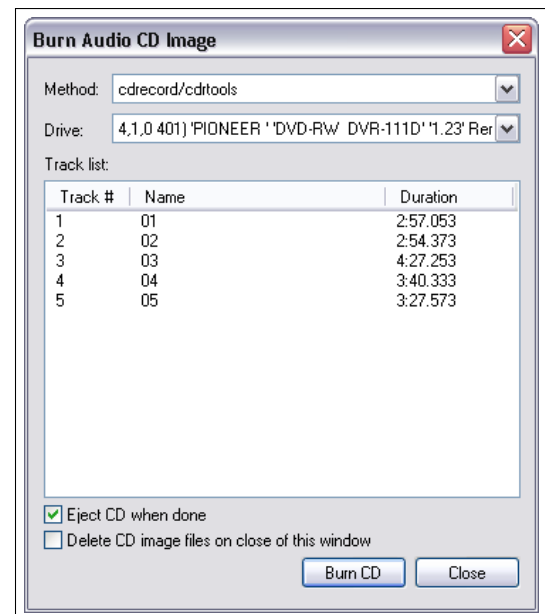 Burn Audio CD Image
Method: cdrecord/cdrtools
Drive: 4,1,0 401) 'PIONEER ' 'DVD-RW DVR-111D' '1.23' Rer
Track list:
Track # Name Duration
1 01 2:57.053
2 02 2:54.373
3 03 4:27.253
4 04 3:40.333
5 05 3:27.573
Eject CD when done
Delete CD image files on close of this window
Burn CD Close